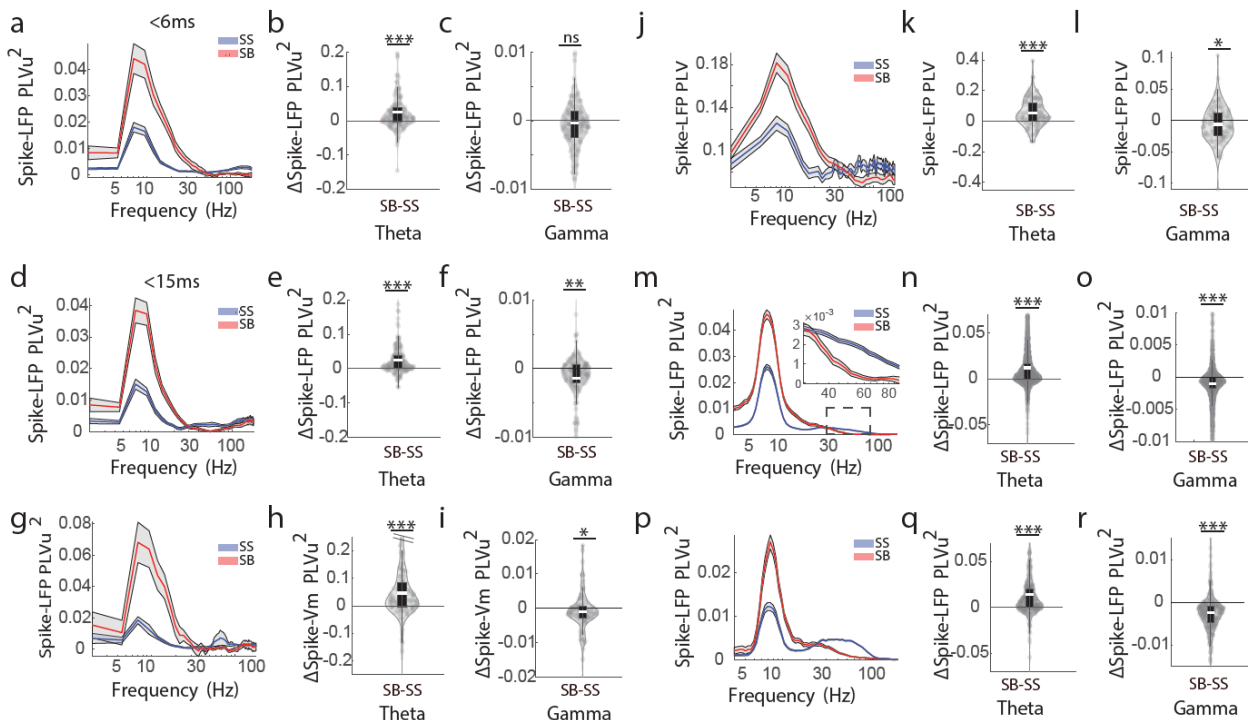 a
<6ms
SS
SB
Spike-LFP PLVu²
0.04
0.03
0.02
0.01
0
5
10
30
100
Frequency (Hz)
b
***
ΔSpike-LFP PLVu²
0.2
0.1
0
-0.1
-0.2
SB-SS
Theta
c
ns
ΔSpike-LFP PLVu²
0.01
0
-0.01
SB-SS
Gamma
j
SS
SB
Spike-LFP PLV
0.18
0.16
0.12
0.1
5
10
30
100
Frequency (Hz)
k
***
Spike-LFP PLV
0.4
0.2
0
-0.2
-0.4
SB-SS
Theta
l
*
Spike-LFP PLV
0.1
0.05
0
-0.05
-0.1
SB-SS
Gamma
d
<15ms
SS
SB
Spike-LFP PLVu²
0.04
0.03
0.02
0.01
0
5
10
30
100
Frequency (Hz)
e
***
ΔSpike-LFP PLVu²
0.2
0.1
0
-0.1
0.2
SB-SS
Theta
f
**
ΔSpike-LFP PLVu²
0.01
0
-0.01
SB-SS
Gamma
m
SS
SB
Spike-LFP PLVu²
0.04
0.03
0.02
0.01
0
5
10
30
100
Frequency (Hz)
×10⁻³
3
2
1
0
40
60
80
n
***
ΔSpike-LFP PLVu²
0.05
0
-0.05
SB-SS
Theta
o
***
ΔSpike-LFP PLVu²
0.01
0.005
0
-0.005
-0.01
SB-SS
Gamma
g
SS
SB
Spike-LFP PLVu²
0.08
0.06
0.04
0.02
0
5
10
30
100
Frequency (Hz)
h
***
ΔSpike-Vm PLVu²
0.2
0.1
0
-0.1
-0.2
SB-SS
Theta
i
*
ΔSpike-Vm PLVu²
0.02
0.01
0
-0.01
0.02
SB-SS
Gamma
p
SS
SB
Spike-LFP PLVu²
0.02
0.01
0
5
10
30
100
Frequency (Hz)
q
***
ΔSpike-LFP PLVu²
0.05
0
-0.05
SB-SS
Theta
r
***
ΔSpike-LFP PLVu²
0.01
0
-0.01
SB-SS
Gamma